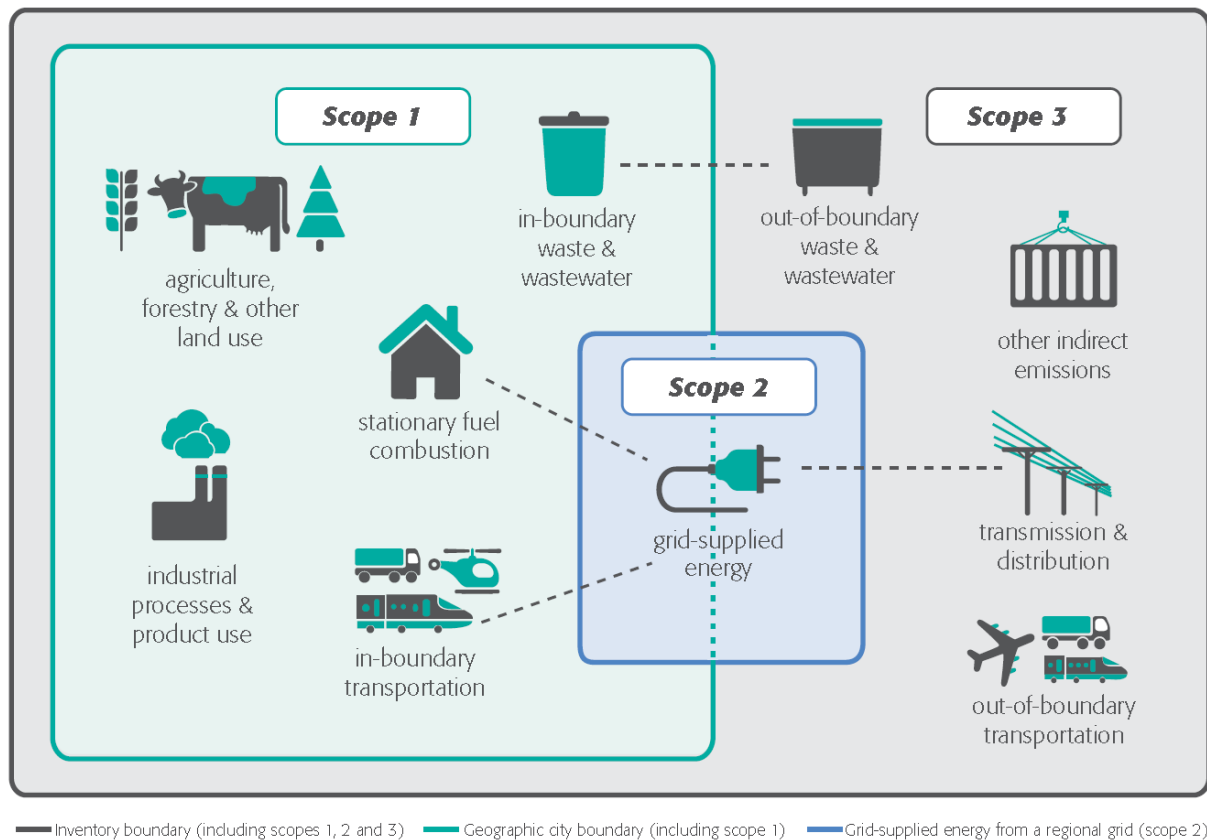 Scope 1
Scope 3
in-boundary
waste &
wastewater
out-of-boundary
waste &
wastewater
agriculture,
forestry & other
land use
other indirect
emissions
Scope 2
stationary fuel
combustion
grid-supplied
energy
transmission &
distribution
industrial
processes &
product use
in-boundary
transportation
out-of-boundary
transportation
Inventory boundary (including scopes 1, 2 and 3)
Geographic city boundary (including scope 1)
Grid-supplied energy from a regional grid (scope 2)